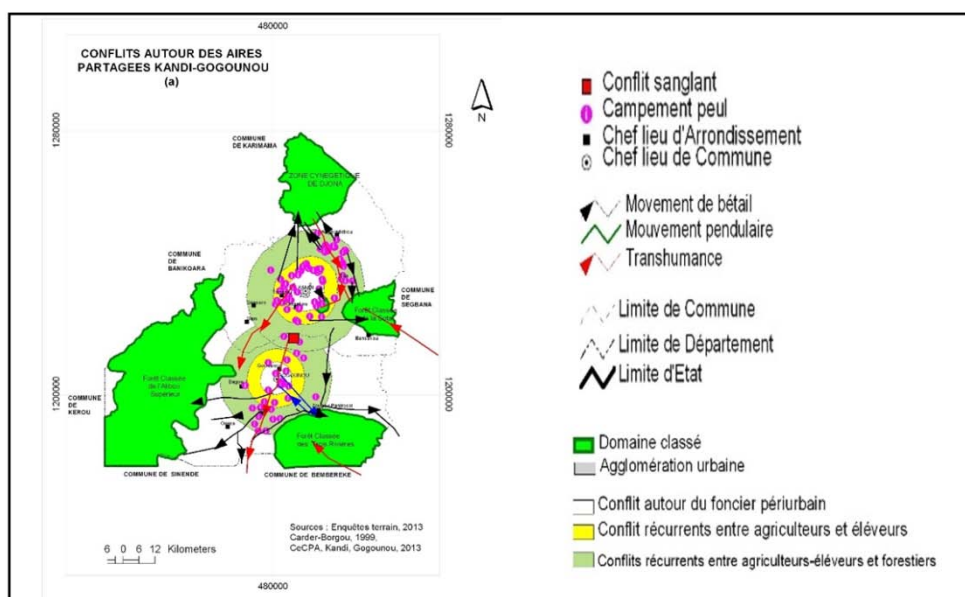 480000
CONFLITS AUTOUR DES AIRES
PARTAGEES KANDI-GOGOUNOU
(a)
N
1280000
1280000
COMMUNE
DE KARIMAMA
ZONE CYNEGETIQUE
DE DJONA
COMMUNE
DE
BANIKOARA
COMMUNE
DE
SEGBANA
Forêt Classée
Forêt Classée
de l'Alibori
Supérieur
1200000
1200000
COMMUNE
DE
KEROU
Forêt Classée
des Trois Rivières
COMMUNE DE SINENDE
COMMUNE DE BEMBEREKE
Sources : Enquêtes terrain, 2013
Carder-Borgou, 1999,
CeCPA, Kandi, Gogounou, 2013
6 0 6 12 Kilometers
480000
Conflit sanglant
Campement peul
Chef lieu d'Arrondissement
Chef lieu de Commune
Movement de bétail
Mouvement pendulaire
Transhumance
Limite de Commune
Limite de Département
Limite d'Etat
Domaine classé
Agglomération urbaine
Conflit autour du foncier périurbain
Conflit récurrents entre agriculteurs et éléveurs
Conflits récurrents entre agriculteurs-éléveurs et forestiers